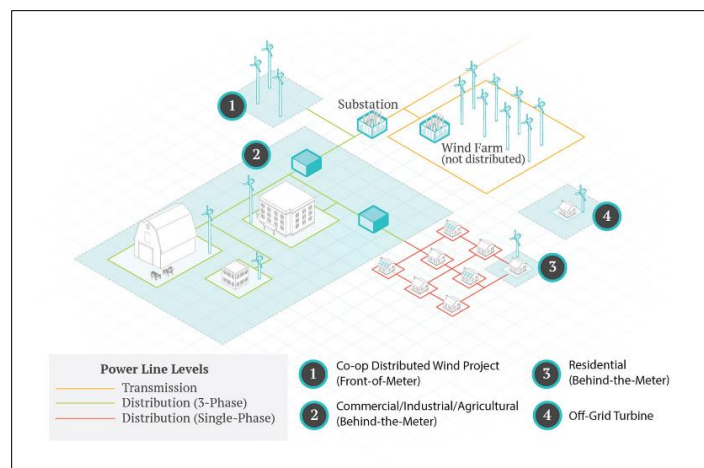 1
Substation
Wind Farm
(not distributed)
2
4
3
Power Line Levels
Transmission
Distribution (3-Phase)
Distribution (Single-Phase)
1 Co-op Distributed Wind Project
(Front-of-Meter)
2 Commercial/Industrial/Agricultural
(Behind-the-Meter)
3 Residential
(Behind-the-Meter)
4 Off-Grid Turbine